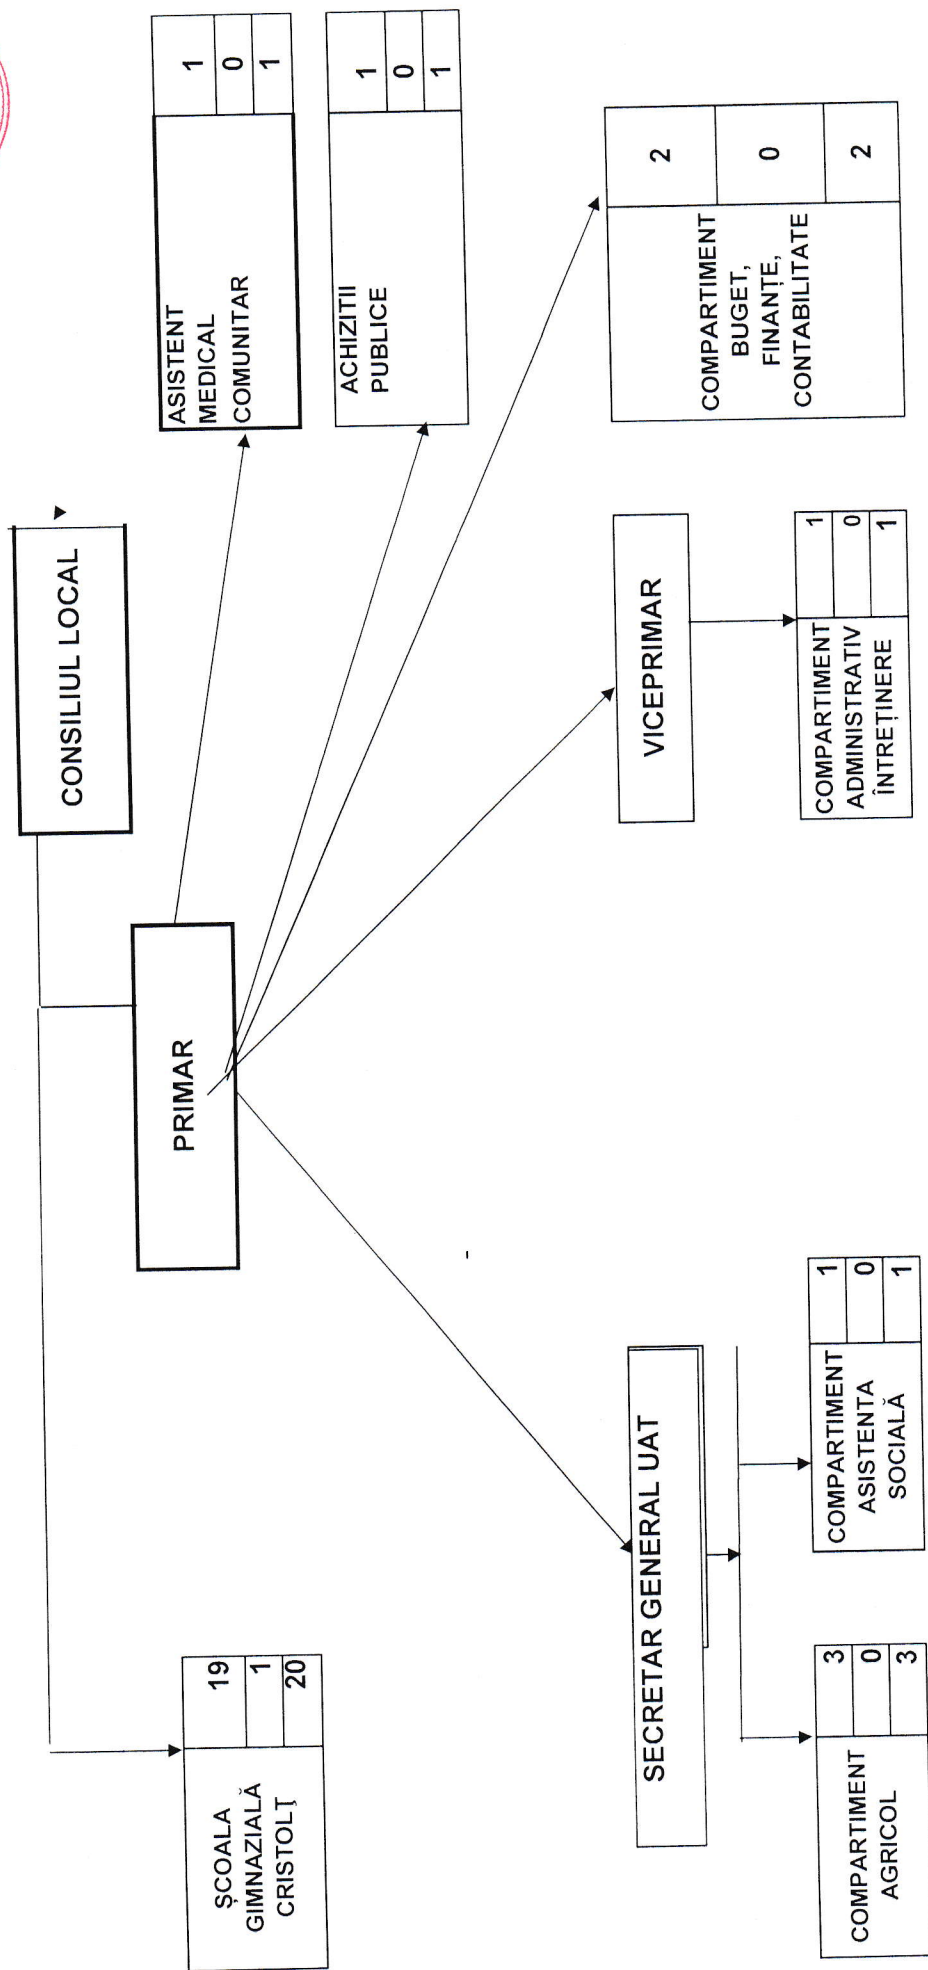 CONSILIUL LOCAL
PRIMAR
ȘCOALA
GIMNAZIALĂ
CRISTOLȚ
19
1
20
ASISTENT
MEDICAL
COMUNITAR
1
0
1
ACHIZITII
PUBLICE
1
0
1
SECRETAR GENERAL UAT
VICEPRIMAR
COMPARTIMENT
BUGET,
FINANȚE,
CONTABILITATE
2
0
2
COMPARTIMENT
AGRICOL
3
0
3
COMPARTIMENT
ASISTENTA
SOCIALĂ
1
0
1
COMPARTIMENT
ADMINISTRATIV
ÎNTREȚINERE
1
0
1